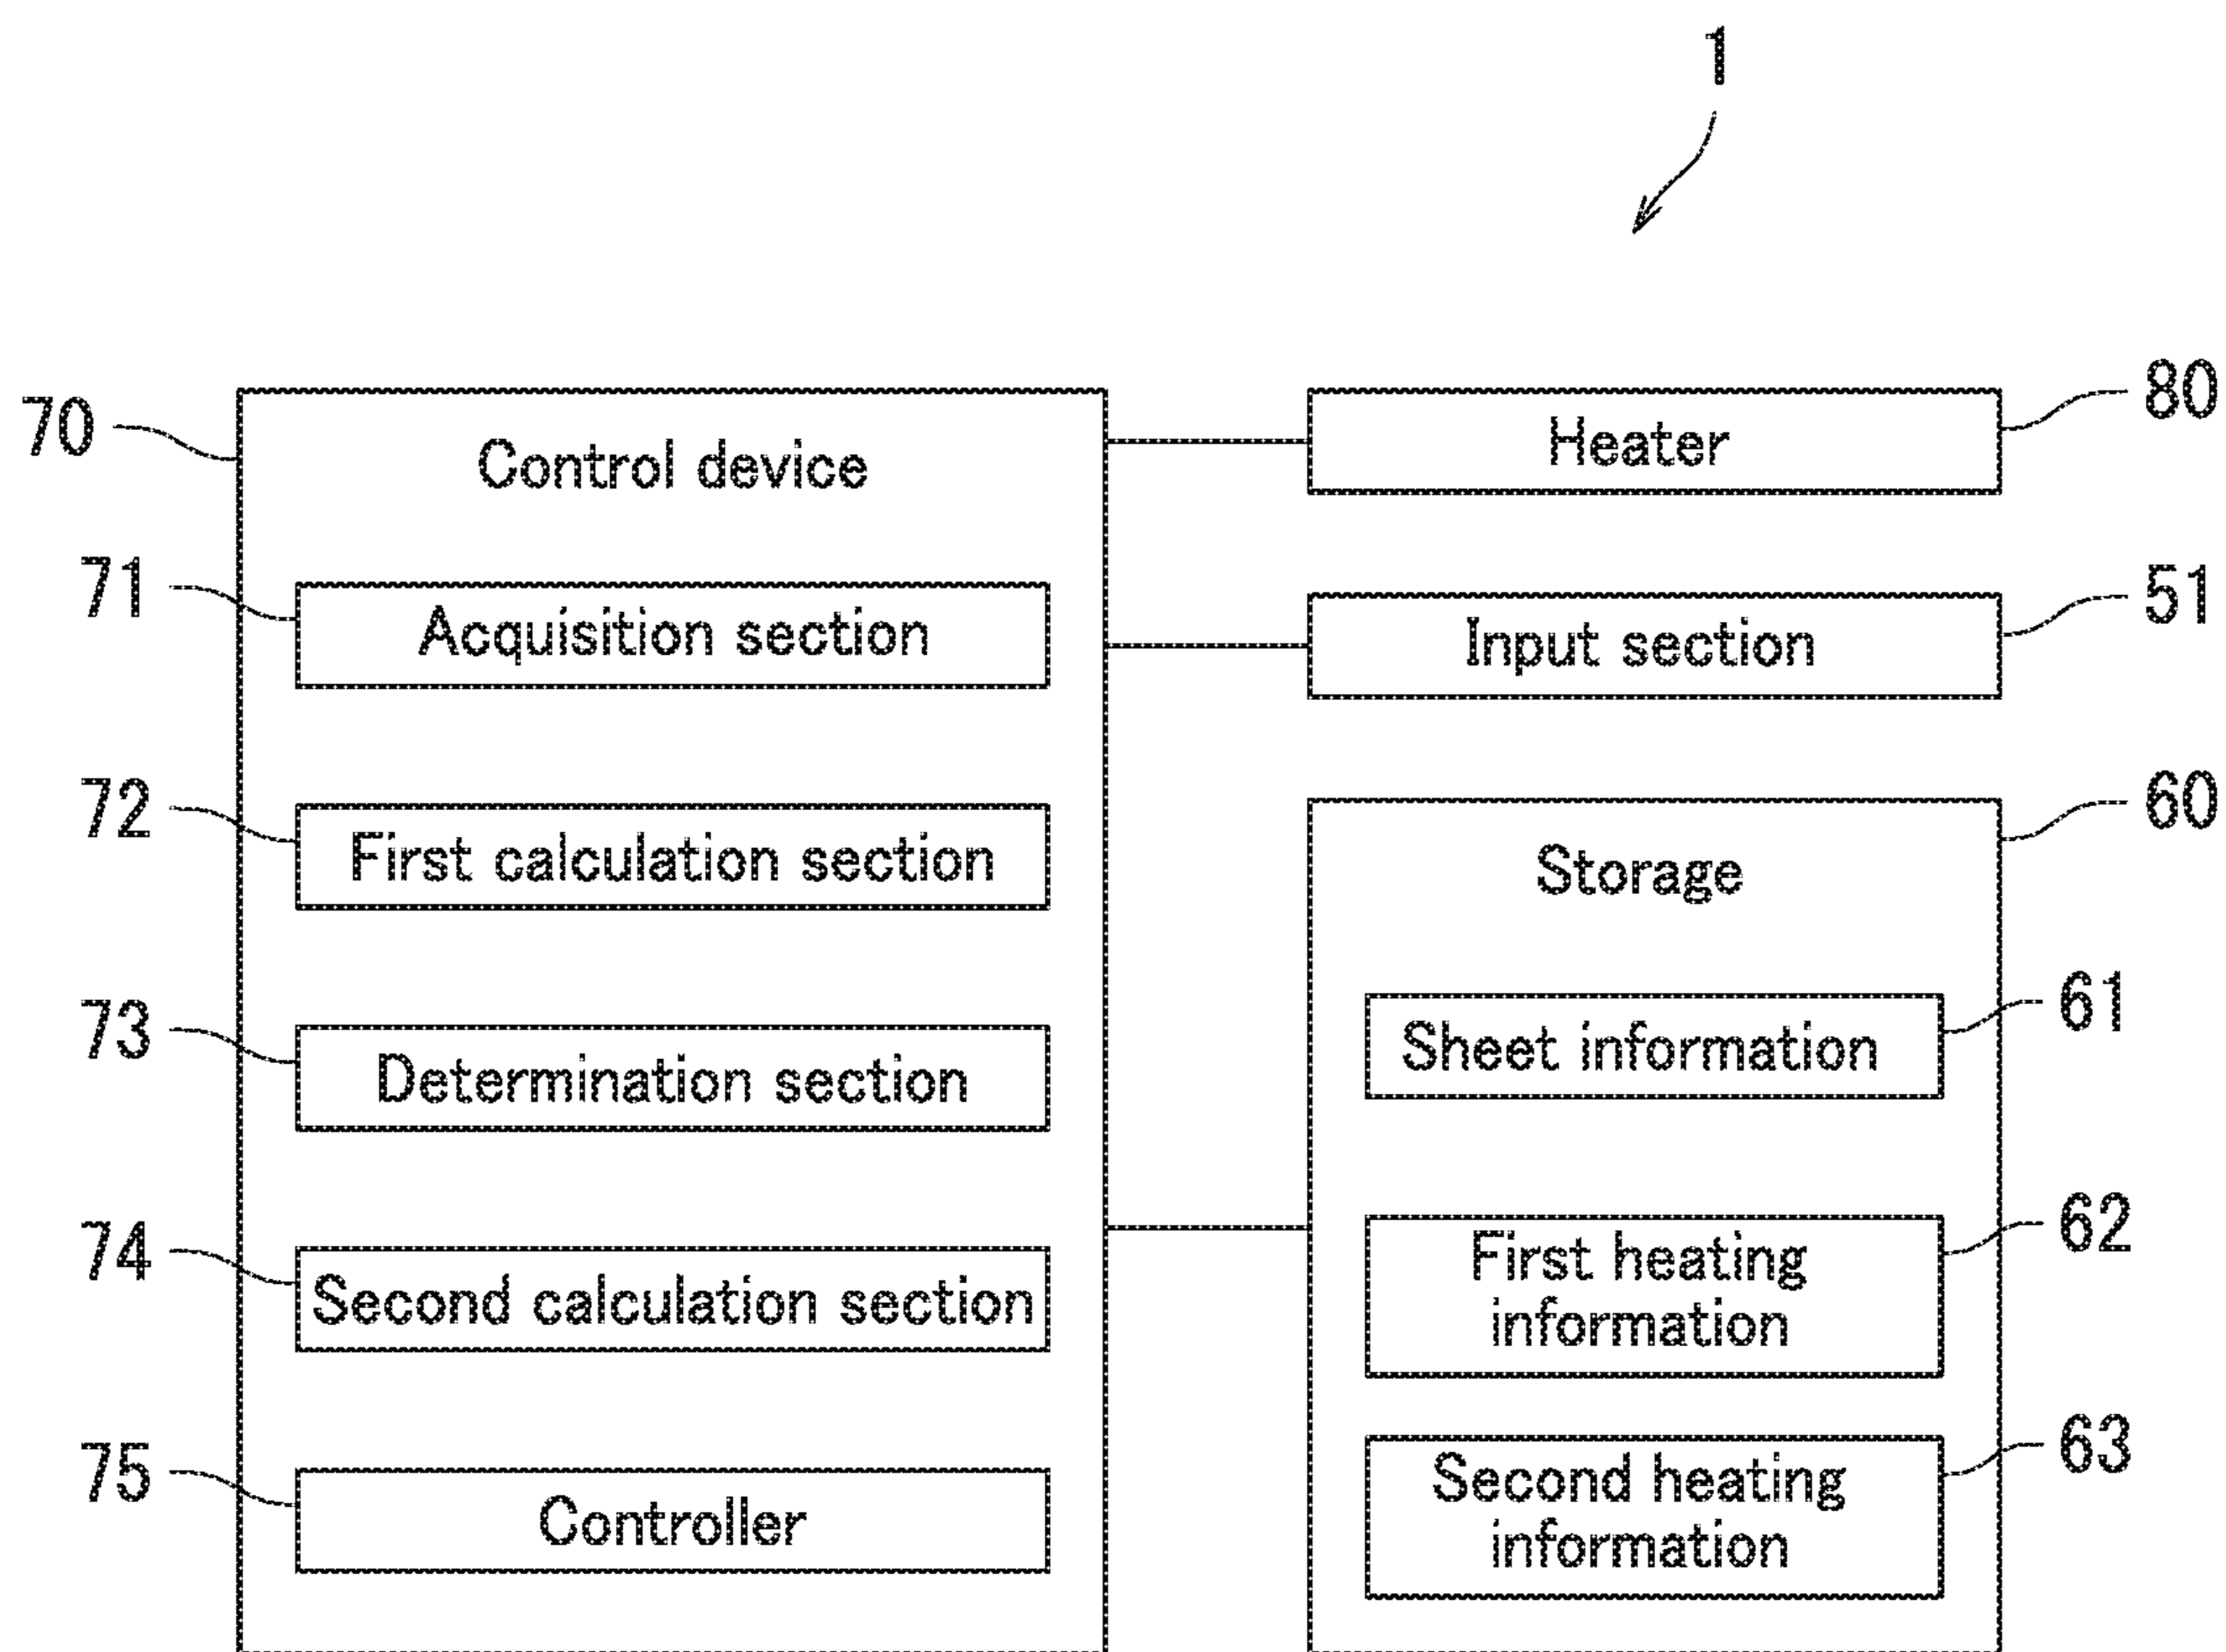 1
70
Control device
71
Acquisition section
72
First calculation section
73
Determination section
74
Second calculation section
75
Controller
80
Heater
51
Input section
60
Storage
61
Sheet information
62
First heating
information
63
Second heating
information